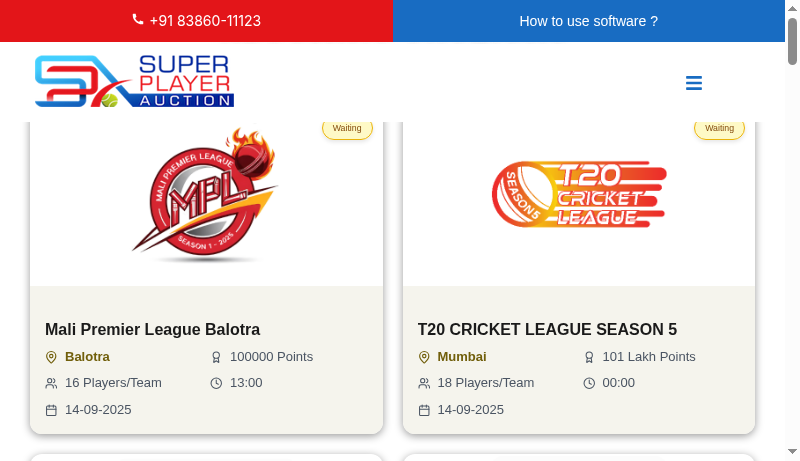 +91 83860-11123
How to use software ?
SUPER
PLAYER
AUCTION
Waiting
Waiting
MALI PREMIER LEAGUE
MPL
SEASON 1 - 2025
SEASON 5
T20
CRICKET
LEAGUE
Mali Premier League Balotra
Balotra
100000 Points
16 Players/Team
13:00
14-09-2025
T20 CRICKET LEAGUE SEASON 5
Mumbai
101 Lakh Points
18 Players/Team
00:00
14-09-2025